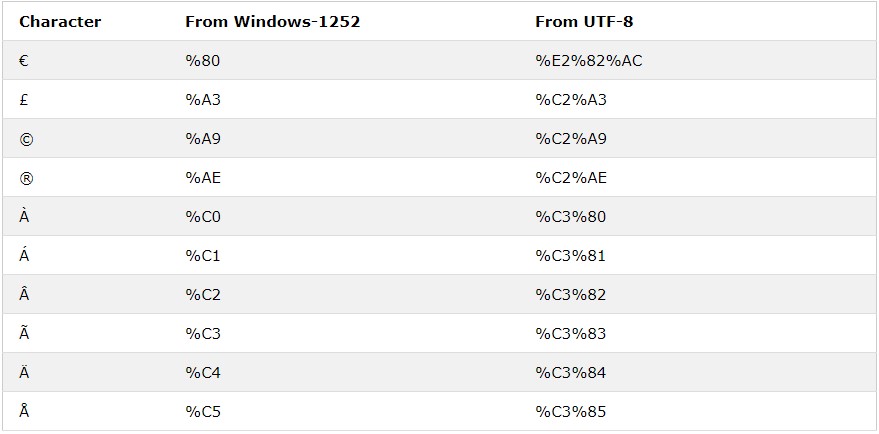 Character From Windows-1252 From UTF-8
€ %80 %E2%82%AC
£ %A3 %C2%A3
© %A9 %C2%A9
® %AE %C2%AE
À %C0 %C3%80
Á %C1 %C3%81
Â %C2 %C3%82
Ã %C3 %C3%83
Ä %C4 %C3%84
Å %C5 %C3%85